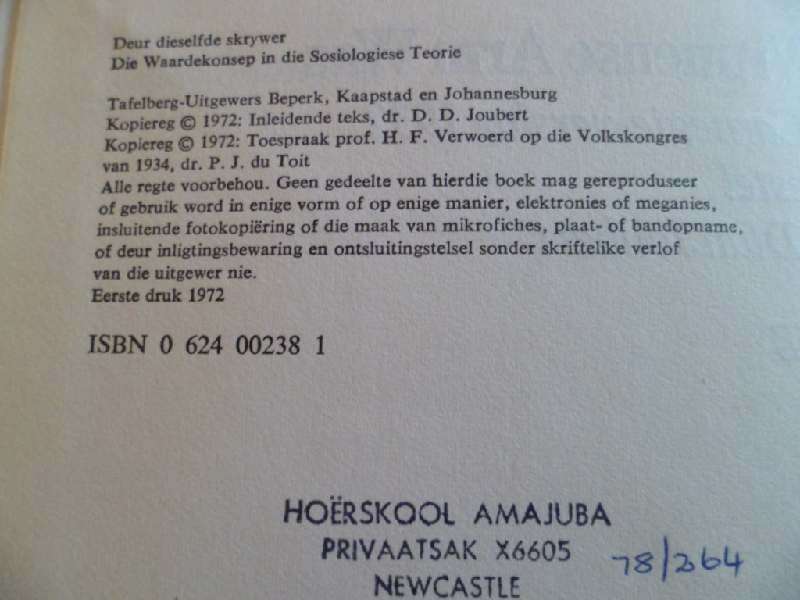 Deur dieselfde skrywer
Die Waardekonsep in die Sosiologiese Teorie
Tafelberg-Uitgewers Beperk, Kaapstad en Johannesburg
Kopiereg © 1972: Inleidende teks, dr. D. D. Joubert
Kopiereg © 1972: Toespraak prof. H. F. Verwoerd op die Volkskongres
van 1934, dr. P. J. du Toit
Alle regte voorbehou. Geen gedeelte van hierdie boek mag gereproduseer
of gebruik word in enige vorm of op enige manier, elektronies of meganies,
insluitende fotokopiëring of die maak van mikrofiches, plaat- of bandopname,
of deur inligtingsbewaring en ontsluitingstelsel sonder skriftelike verlof
van die uitgewer nie.
Eerste druk 1972
ISBN 0 624 00238 1
HOËRSKOOL AMAJUBA
PRIVAATSAK X6605
NEWCASTLE
78/264